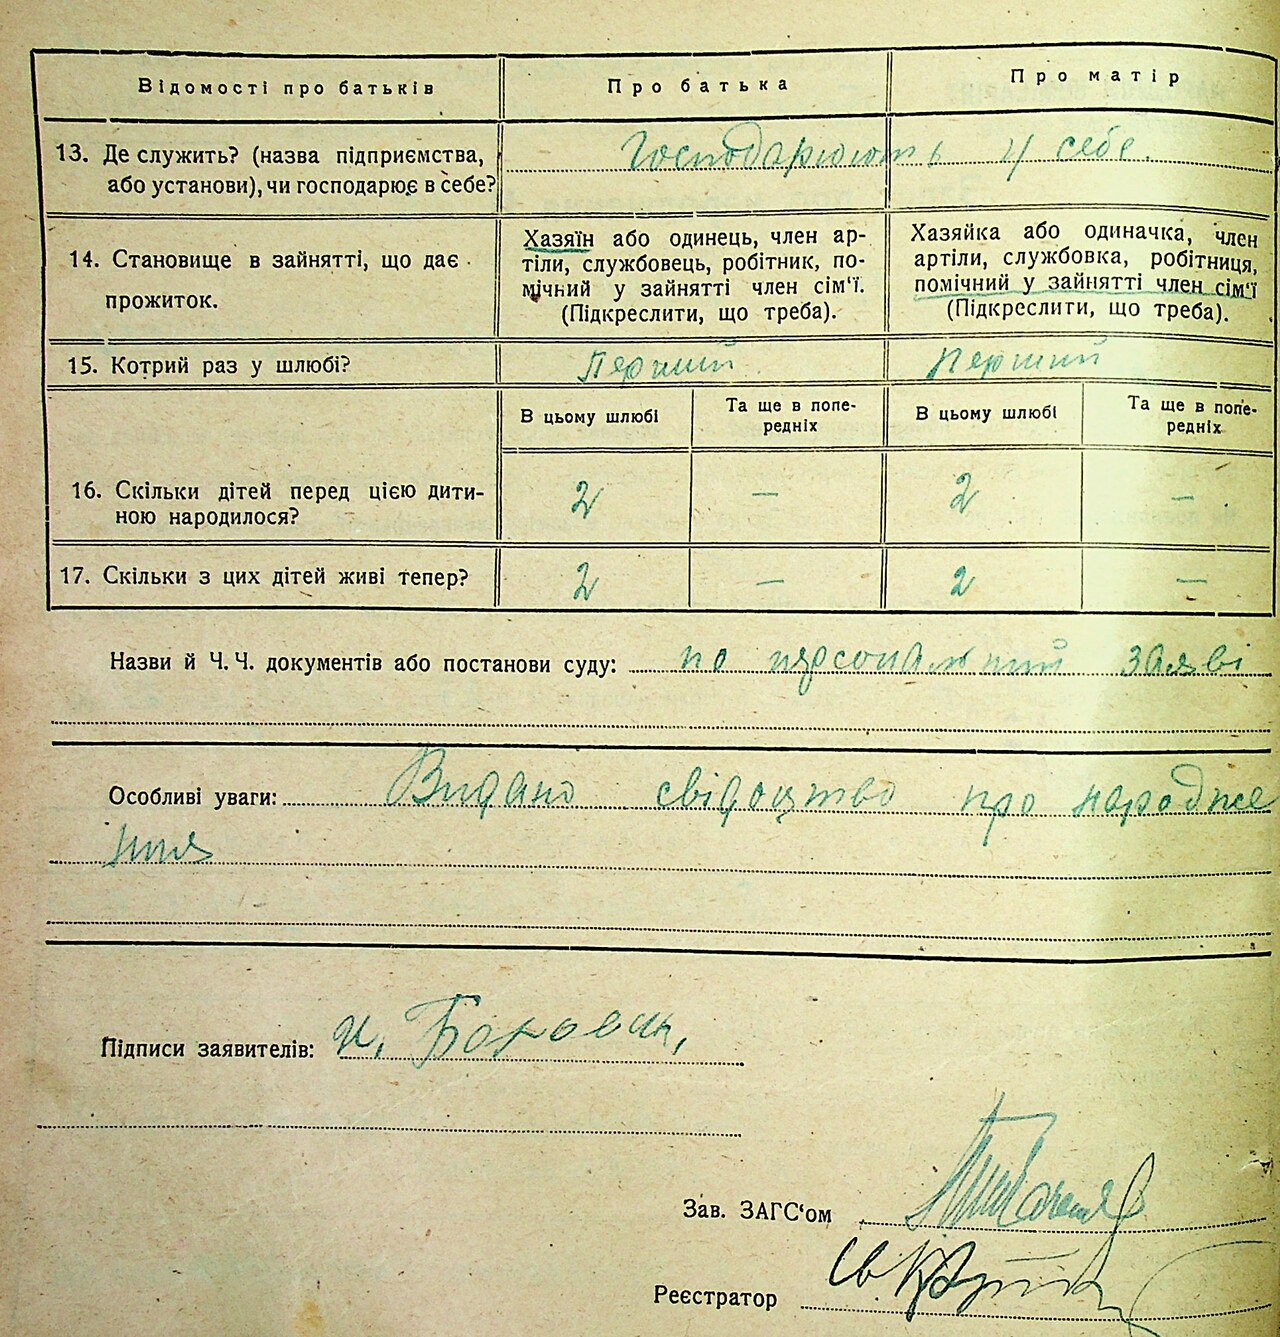 Відомості про батьків Про батька Про матір
13. Де служить? (назва підприємства, або установи), чи господарює в себе? Господарюють у себе.
14. Становище в зайнятті, що дає прожиток.
Хазяїн або одинець, член ар-
тіли, службовець, робітник, по-
мічний у зайнятті член сім'ї.
(Підкреслити, що треба).
Хазяйка або одиначка, член
артіли, службовка, робітниця,
помічний у зайнятті член сім'ї
(Підкреслити, що треба).
15. Котрий раз у шлюбі? Перший Перший
В цьому шлюбі Та ще в попе-
редніх В цьому шлюбі Та ще в попе-
редніх
16. Скільки дітей перед цією дити-
ною народилося? 2 — 2 —
17. Скільки з цих дітей живі тепер? 2 — 2 —
Назви й Ч. Ч. документів або постанови суду: по персональний заяві
Особливі уваги: Видано свідоцтво про народже
ння
Підписи заявителів:
Зав. ЗАГС'ом
Реєстратор